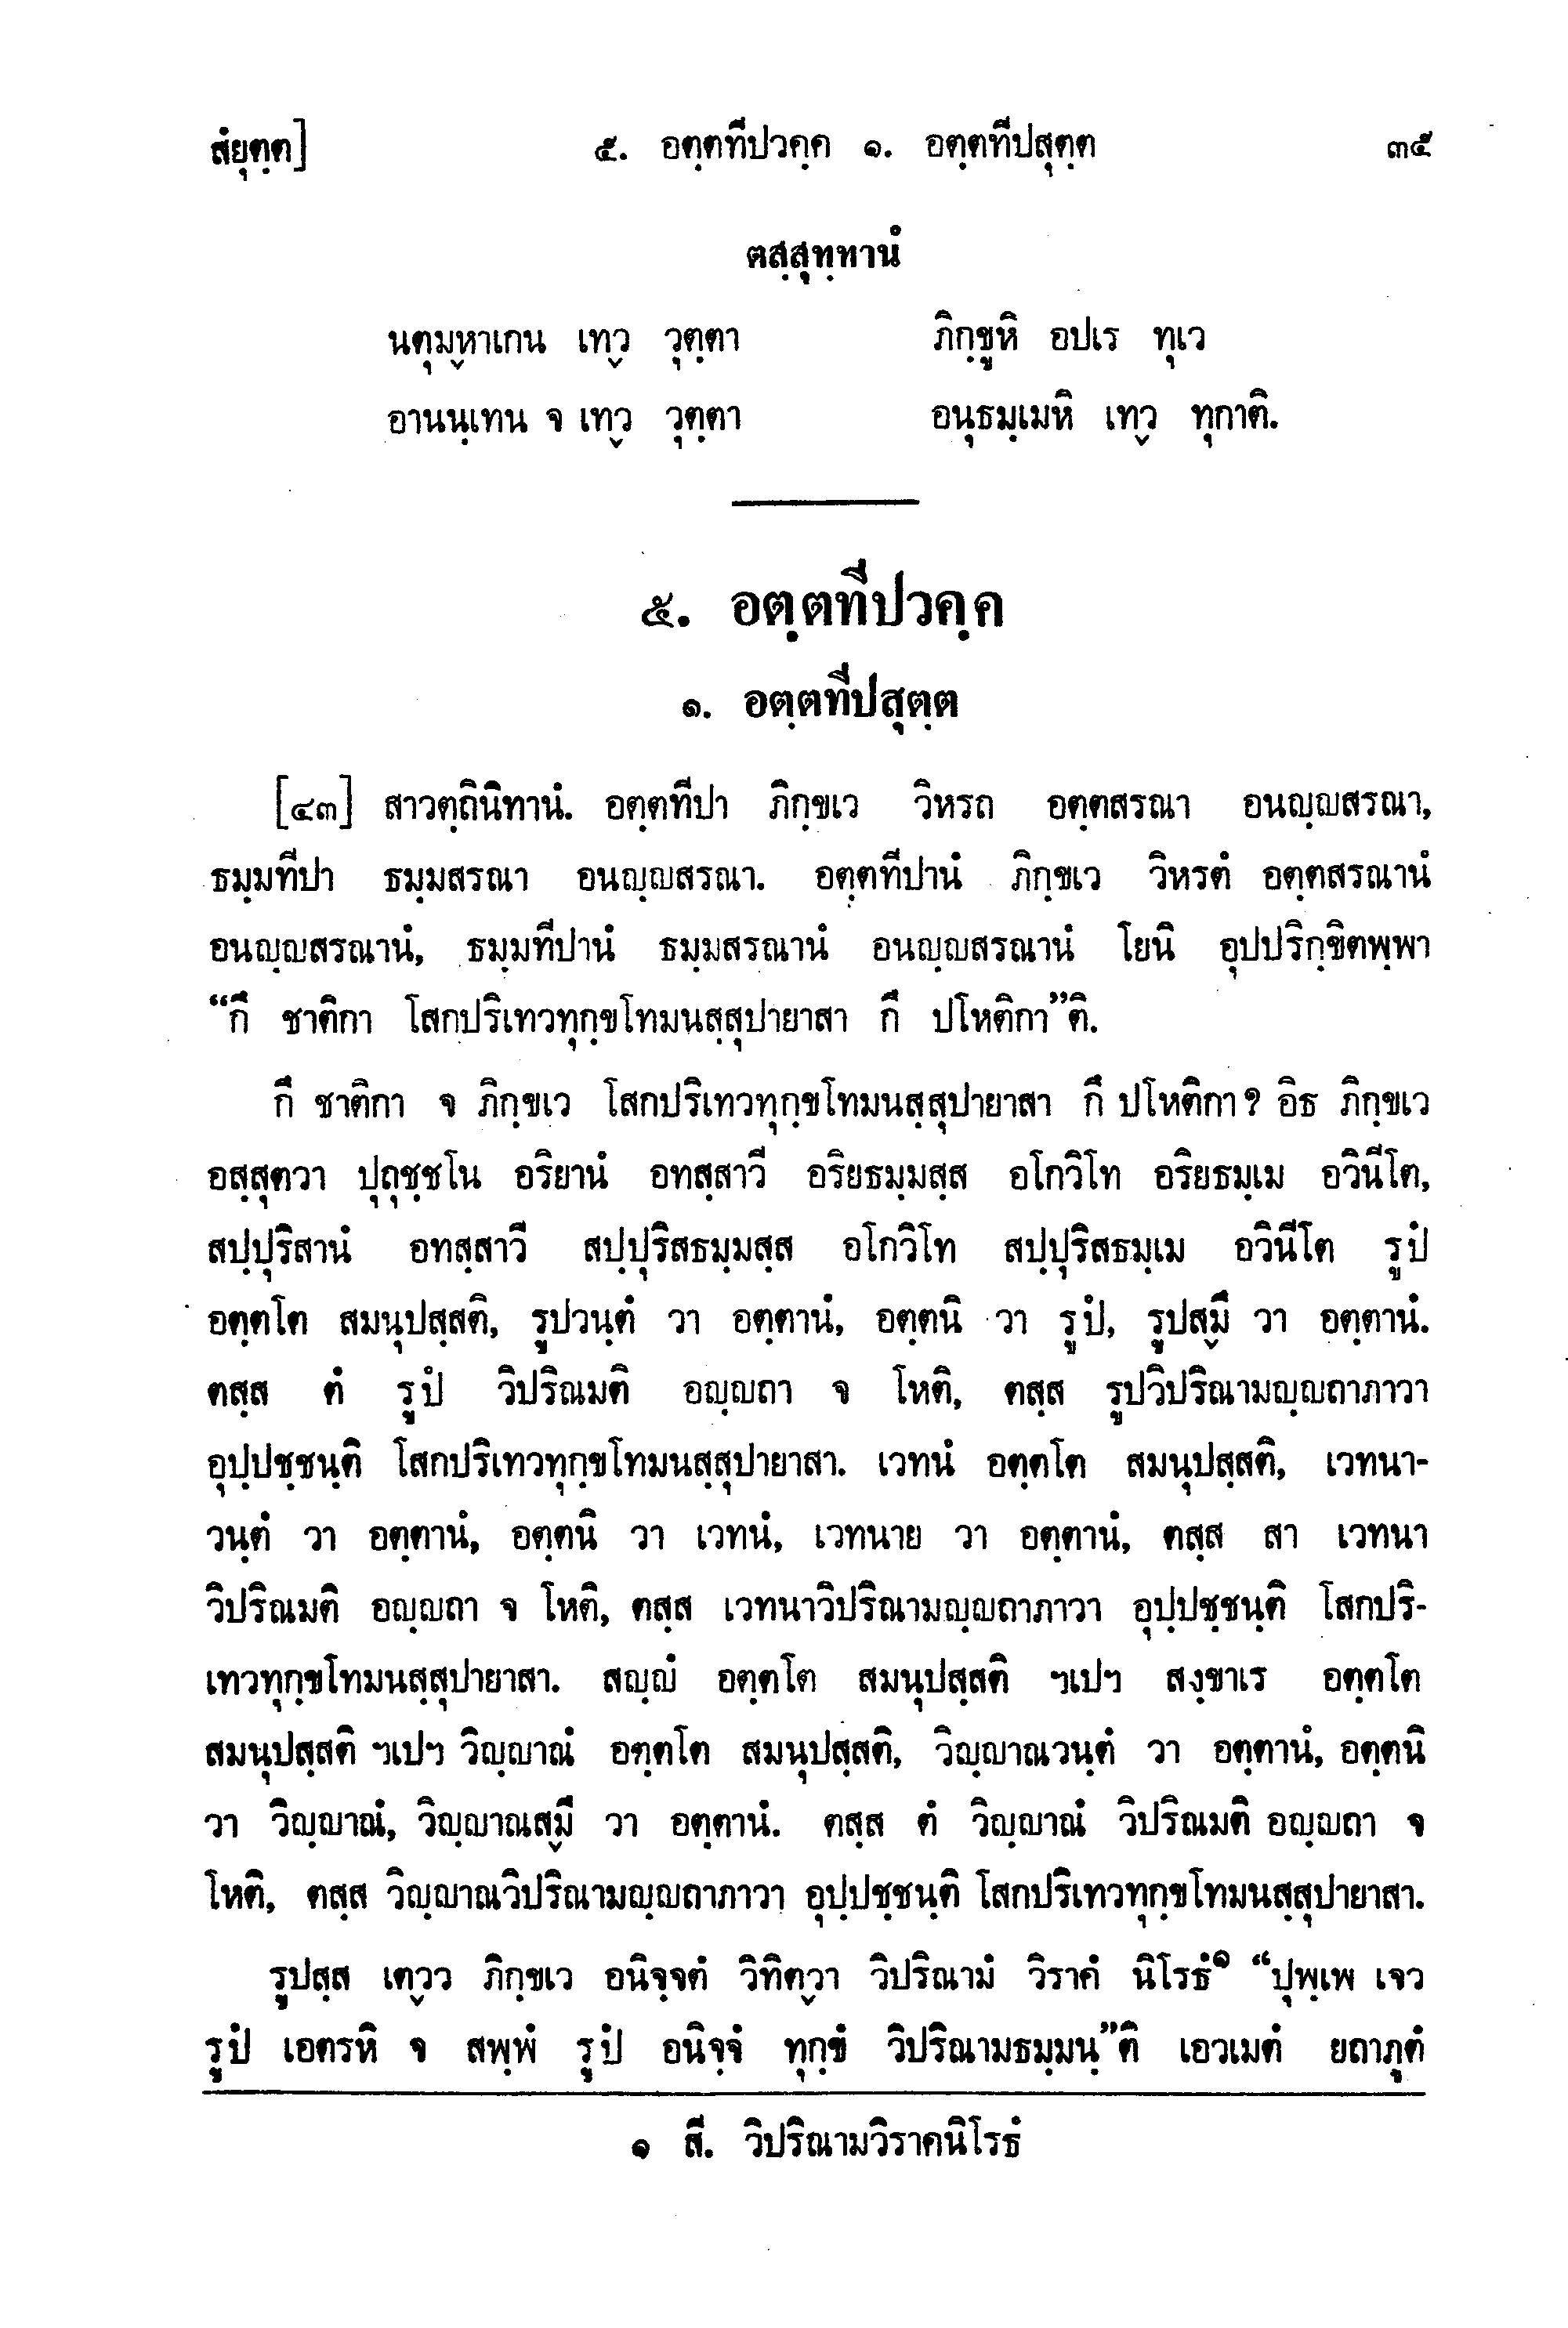 สํยุตฺต] ๕. อตฺตทีปวคฺค ๑. อตฺตทีปสุตฺต ๓๕
ตสฺสุทฺทานํ
นตุมฺหาเกน เทฺว วุตฺตา ภิกฺขูหิ อปเร ทุเว
อานนฺเทน จ เทฺว วุตฺตา อนุธมฺเมหิ เทฺว ทุกาติ.
๕. อตฺตทีปวคฺค
๑. อตฺตทีปสุตฺต
[๔๓] สาวตฺถินิทานํ. อตฺตทีปา ภิกฺขเว วิหรถ อตฺตสรณา อนญฺญสรณา,
ธมฺมทีปา ธมฺมสรณา อนญฺญสรณา. อตฺตทีปานํ ภิกฺขเว วิหรตํ อตฺตสรณานํ
อนญฺญสรณานํ, ธมฺมทีปานํ ธมฺมสรณานํ อนญฺญสรณานํ โยนิ อุปปริกฺขิตพฺพา
“กึ ชาติกา โสกปริเทวทุกฺขโทมนสฺสุปายาสา กึ ปโหติกา”ติ.
กึ ชาติกา จ ภิกฺขเว โสกปริเทวทุกฺขโทมนสฺสุปายาสา กึ ปโหติกา? อิธ ภิกฺขเว
อสฺสุตวา ปุถุชฺชโน อริยานํ อทสฺสาวี อริยธมฺมสฺส อโกวิโท อริยธมฺเม อวินีโต,
สปฺปุริสานํ อทสฺสาวี สปฺปุริสธมฺมสฺส อโกวิโท สปฺปุริสธมฺเม อวินีโต รูปํ
อตฺตโต สมนุปสฺสติ, รูปวนฺตํ วา อตฺตานํ, อตฺตนิ วา รูปํ, รูปสฺมึ วา อตฺตานํ.
ตสฺส ตํ รูปํ วิปริณมติ อญฺญถา จ โหติ, ตสฺส รูปวิปริณามญฺญถาภาวา
อุปฺปชฺชนฺติ โสกปริเทวทุกฺขโทมนสฺสุปายาสา. เวทนํ อตฺตโต สมนุปสฺสติ, เวทนา-
วนฺตํ วา อตฺตานํ, อตฺตนิ วา เวทนํ, เวทนาย วา อตฺตานํ, ตสฺส สา เวทนา
วิปริณมติ อญฺญถา จ โหติ, ตสฺส เวทนาวิปริณามญฺญถาภาวา อุปฺปชฺชนฺติ โสกปริ-
เทวทุกฺขโทมนสฺสุปายาสา. สญฺญํ อตฺตโต สมนุปสฺสติ ฯเปฯ สงฺขาเร อตฺตโต
สมนุปสฺสติ ฯเปฯ วิญฺญาณํ อตฺตโต สมนุปสฺสติ, วิญฺญาณวนฺตํ วา อตฺตานํ, อตฺตนิ
วา วิญฺญาณํ, วิญฺญาณสฺมึ วา อตฺตานํ. ตสฺส ตํ วิญฺญาณํ วิปริณมติ อญฺญถา จ
โหติ, ตสฺส วิญฺญาณวิปริณามญฺญถาภาวา อุปฺปชฺชนฺติ โสกปริเทวทุกฺขโทมนสฺสุปายาสา.
รูปสฺส เตฺวว ภิกฺขเว อนิจฺจตํ วิทิตฺวา วิปริณามํ วิราคํ นิโรธํ๑ “ปุพฺเพ เจว
รูปํ เอตรหิ จ สพฺพํ รูปํ อนิจฺจํ ทุกฺขํ วิปริณามธมฺมนฺ”ติ เอวเมตํ ยถาภูตํ
๑ สี. วิปริณามวิราคนิโรธํ